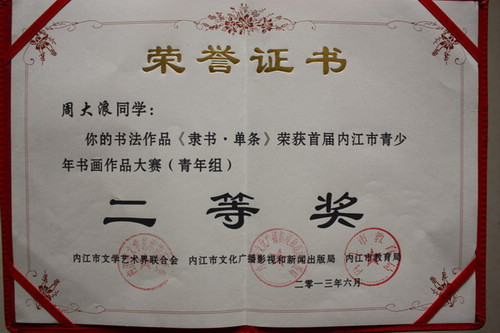 荣誉证书
周大浪同学：
你的书法作品《隶书·单条》荣获首届内江市青少
年书画作品大赛（青年组）
二等奖
内江市文学艺术界联合会 内江市文化广播影视和新闻出版局 内江市教育局
二〇一三年六月